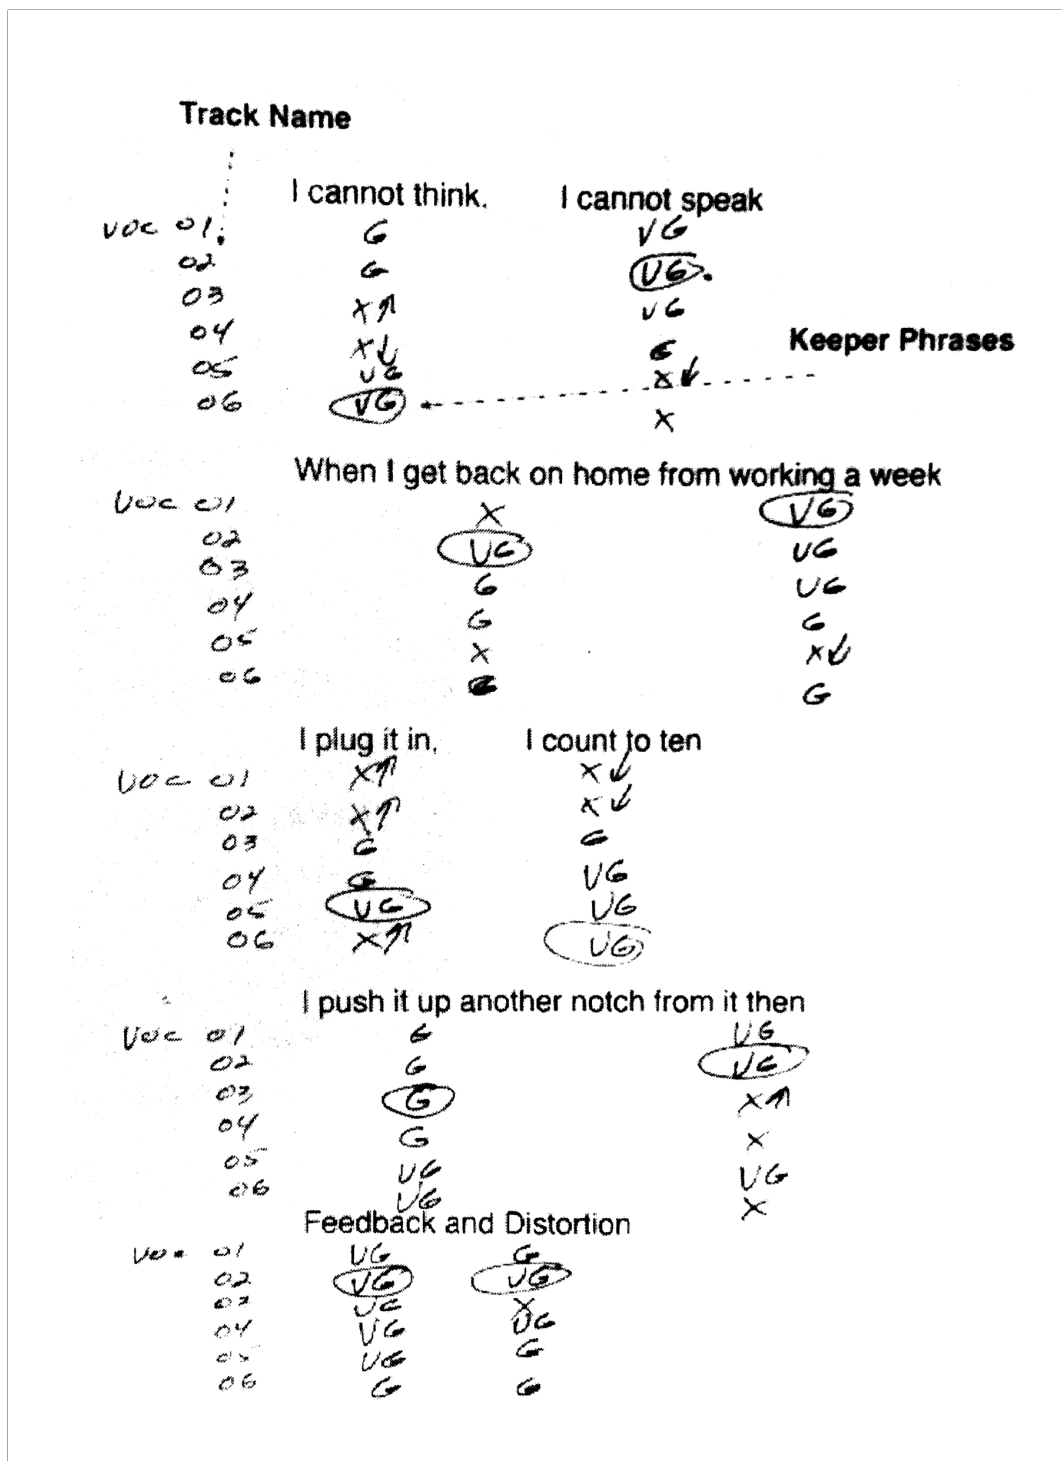 Track Name
I cannot think. I cannot speak
VOC 01 G VG
02 G VG
03 X↑ VG
04 X↓ G
Keeper Phrases
05 VG X↓
06 VG X
When I get back on home from working a week
VOC 01 X VG
02 VG VG
03 G VG
04 G G
05 X X↓
06 G G
I plug it in, I count to ten
VOC 01 X↑ X↓
02 X↑ X↓
03 G G
04 G VG
05 VG VG
06 X↑ VG
I push it up another notch from it then
VOC 01 G VG
02 G VG
03 G X↑
04 G X
05 VG VG
06 VG X
Feedback and Distortion
01 VG G
02 VG VG
03 VG X
04 VG VG
05 VG G
06 G G